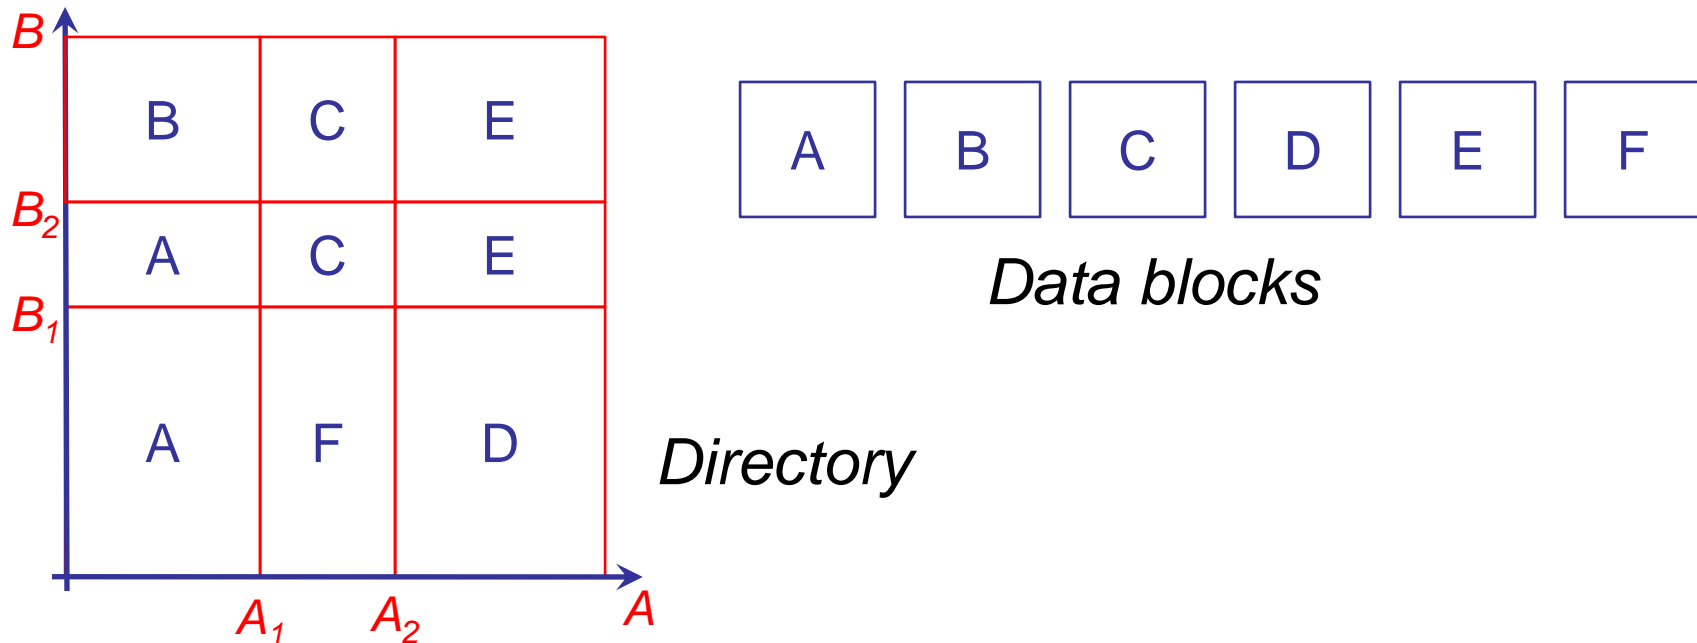 B
B C E
A B C D E F
B2
A C E
Data blocks
B1
A F D
Directory
A1 A2 A